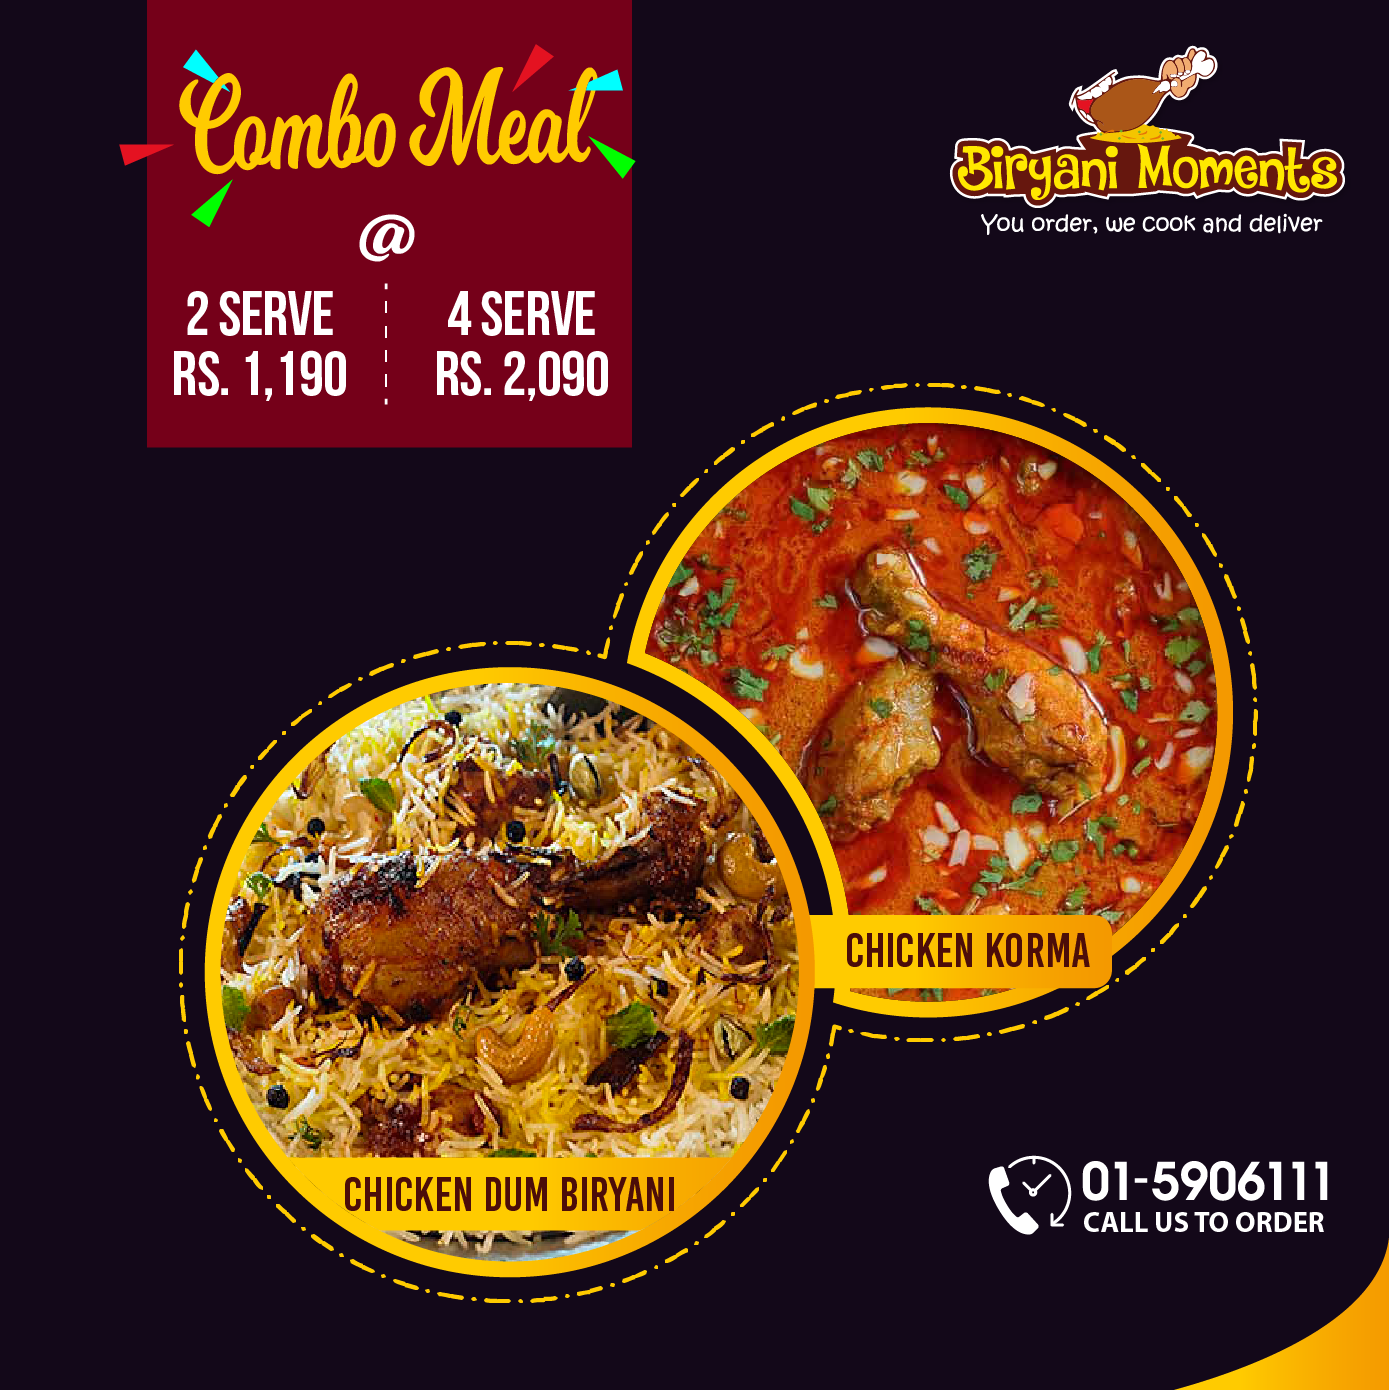 Combo Meal
@
2 SERVE
RS. 1,190
4 SERVE
RS. 2,090
Biryani Moments
You order, we cook and deliver
CHICKEN KORMA
CHICKEN DUM BIRYANI
01-5906111
CALL US TO ORDER